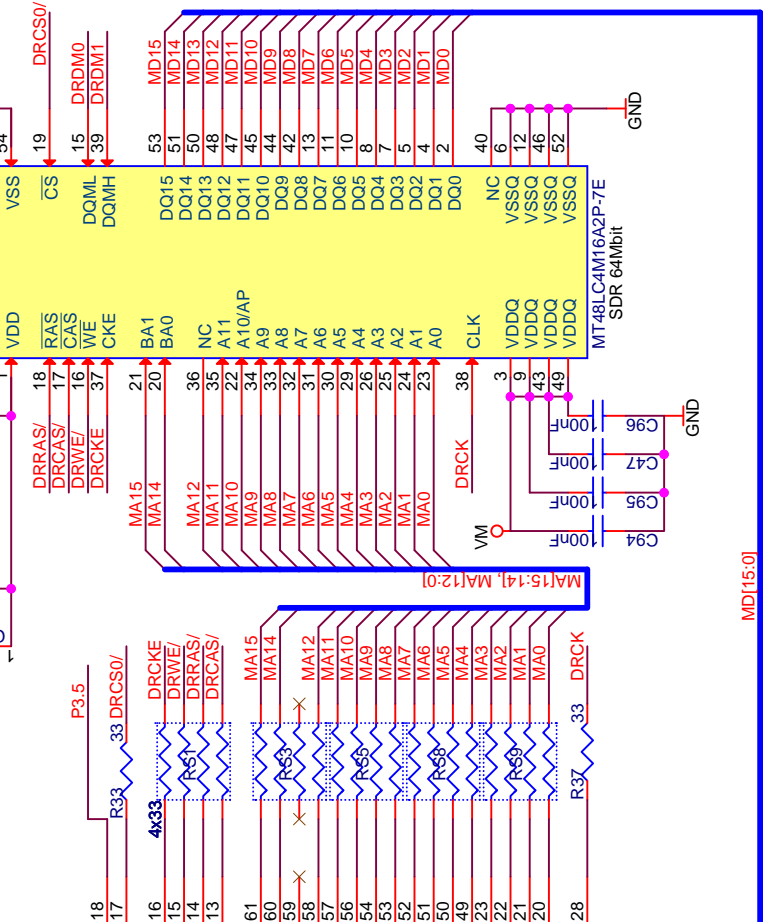 DRCS0/
DRDM0
DRDM1
MD15
MD14
MD13
MD12
MD11
MD10
MD9
MD8
MD7
MD6
MD5
MD4
MD3
MD2
MD1
MD0
GND
54
19
15
39
53
51
50
48
47
45
44
42
13
11
10
8
7
5
4
2
40
6
12
46
52
VSS
CS
DQML
DQMH
DQ15
DQ14
DQ13
DQ12
DQ11
DQ10
DQ9
DQ8
DQ7
DQ6
DQ5
DQ4
DQ3
DQ2
DQ1
DQ0
NC
VSSQ
VSSQ
VSSQ
VSSQ
VDD
RAS
CAS
WE
CKE
BA1
BA0
NC
A11
A10/AP
A9
A8
A7
A6
A5
A4
A3
A2
A1
A0
CLK
VDDQ
VDDQ
VDDQ
VDDQ
MT48LC4M16A2P-7E
SDR 64Mbit
1
18
17
16
37
21
20
36
35
22
34
33
32
31
30
29
26
25
24
23
38
3
9
43
49
DRRAS/
DRCAS/
DRWE/
DRCKE
MA15
MA14
MA12
MA11
MA10
MA9
MA8
MA7
MA6
MA5
MA4
MA3
MA2
MA1
MA0
DRCK
VM
100nF
C96
100nF
C47
100nF
C95
100nF
C94
GND
MA[15:14], MA[12:0]
MD[15:0]
1
P3.5
DRCS0/
DRCKE
DRWE/
DRRAS/
DRCAS/
MA15
MA14
MA12
MA11
MA10
MA9
MA8
MA7
MA6
MA5
MA4
MA3
MA2
MA1
MA0
DRCK
33
R33
4x33
RS1
RS3
RS5
RS8
RS9
33
R37
18
17
16
15
14
13
61
60
59
58
57
56
54
53
52
51
50
49
23
22
21
20
28